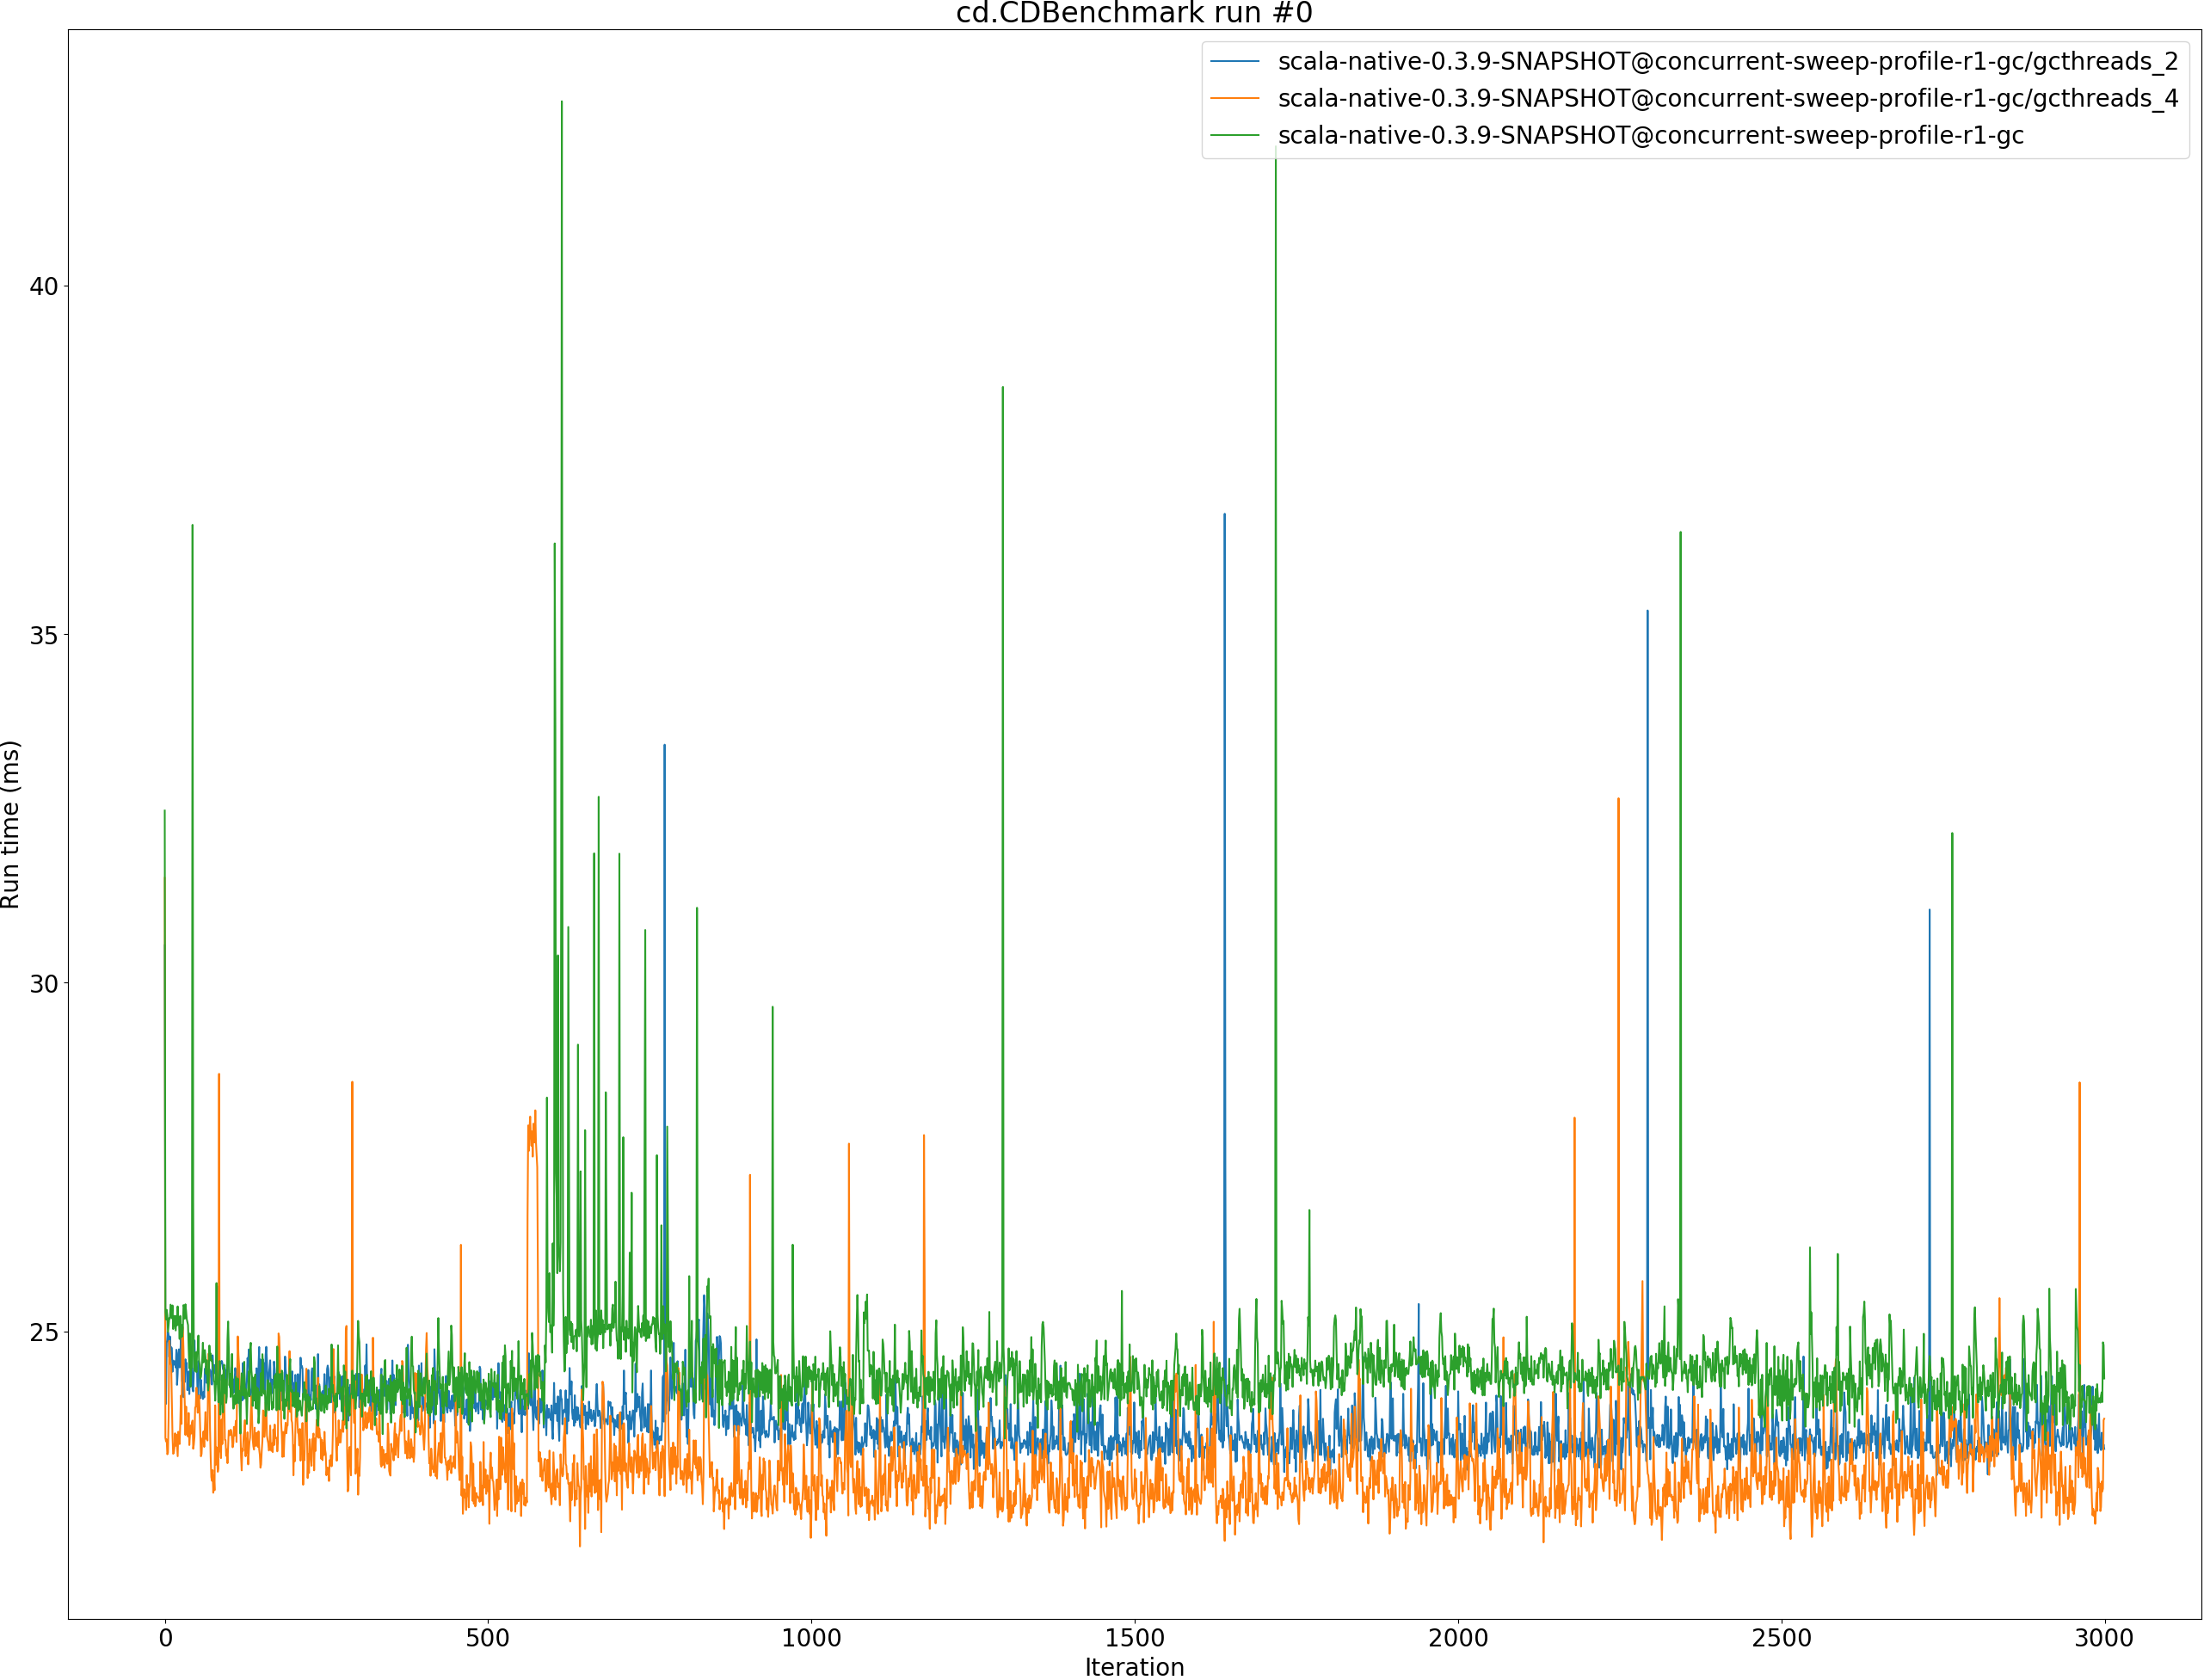 cd.CDBenchmark run #0
scala-native-0.3.9-SNAPSHOT@concurrent-sweep-profile-r1-gc/gcthreads_2
scala-native-0.3.9-SNAPSHOT@concurrent-sweep-profile-r1-gc/gcthreads_4
scala-native-0.3.9-SNAPSHOT@concurrent-sweep-profile-r1-gc
40
35
30
25
Run time (ms)
0 500 1000 1500 2000 2500 3000
Iteration